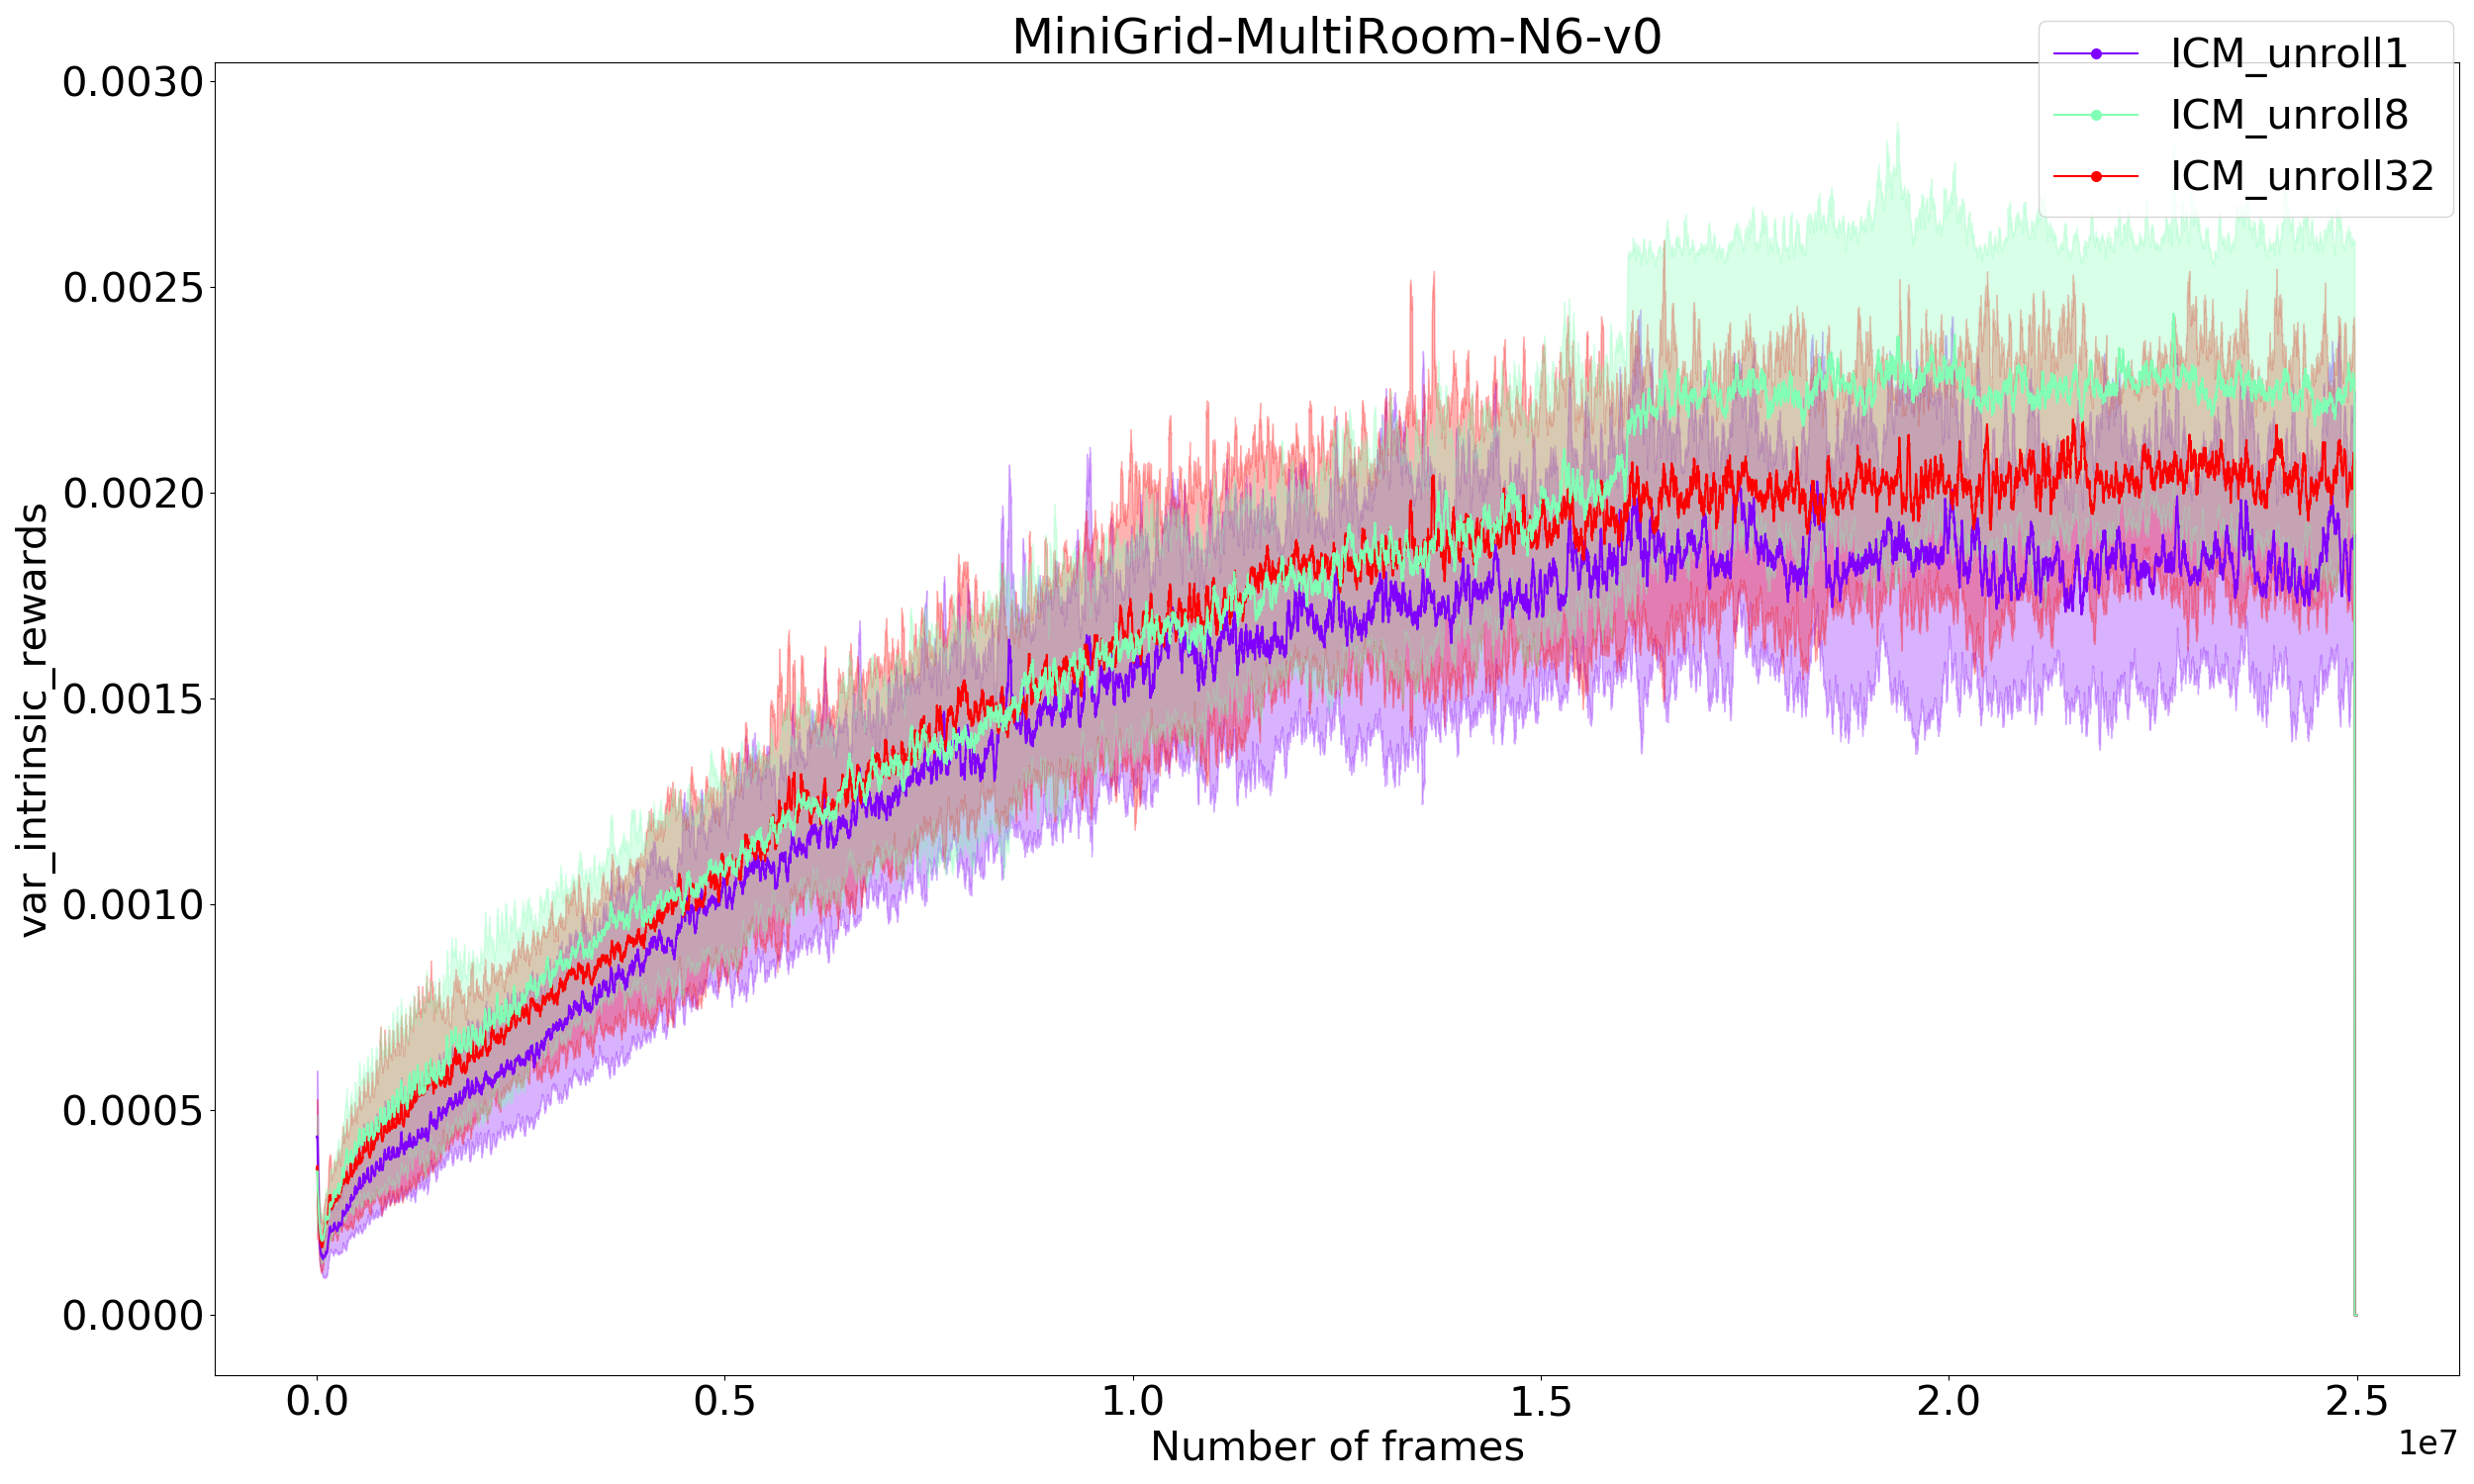 MiniGrid-MultiRoom-N6-v0
ICM_unroll1
ICM_unroll8
ICM_unroll32
var_intrinsic_rewards
0.0030
0.0025
0.0020
0.0015
0.0010
0.0005
0.0000
0.0 0.5 1.0 1.5 2.0 2.5
1e7
Number of frames